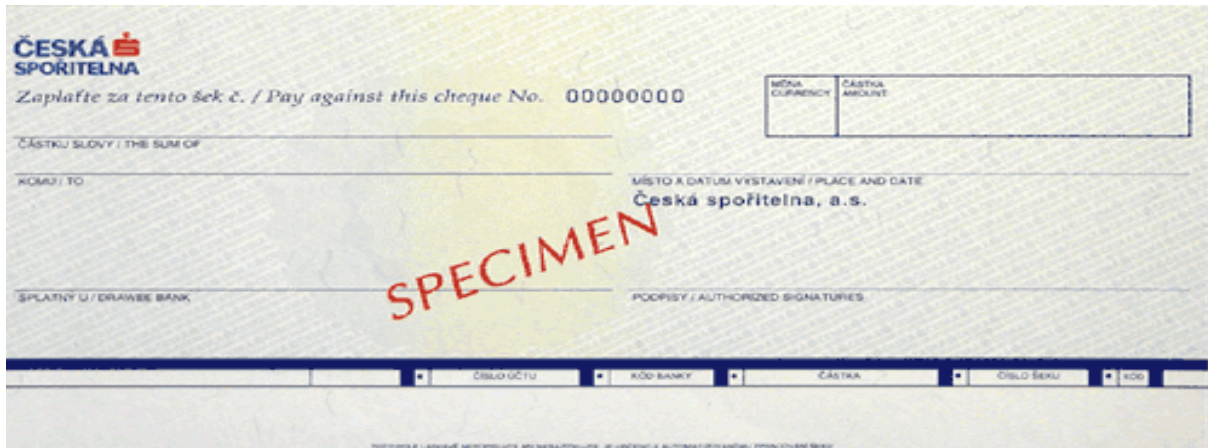 ČESKÁ
SPOŘITELNA
Zaplaťte za tento šek č. / Pay against this cheque No. 00000000
MĚNA
CURRENCY
ČÁSTKA
AMOUNT
ČÁSTKU SLOVY / THE SUM OF
KOMU / TO
MÍSTO A DATUM VYSTAVENÍ / PLACE AND DATE
Česká spořitelna, a.s.
SPECIMEN
SPLATNÝ U / DRAWEE BANK
PODPISY / AUTHORIZED SIGNATURES
ČÍSLO ÚČTU
KÓD BANKY
ČÁSTKA
ČÍSLO ŠEKU
KÓD